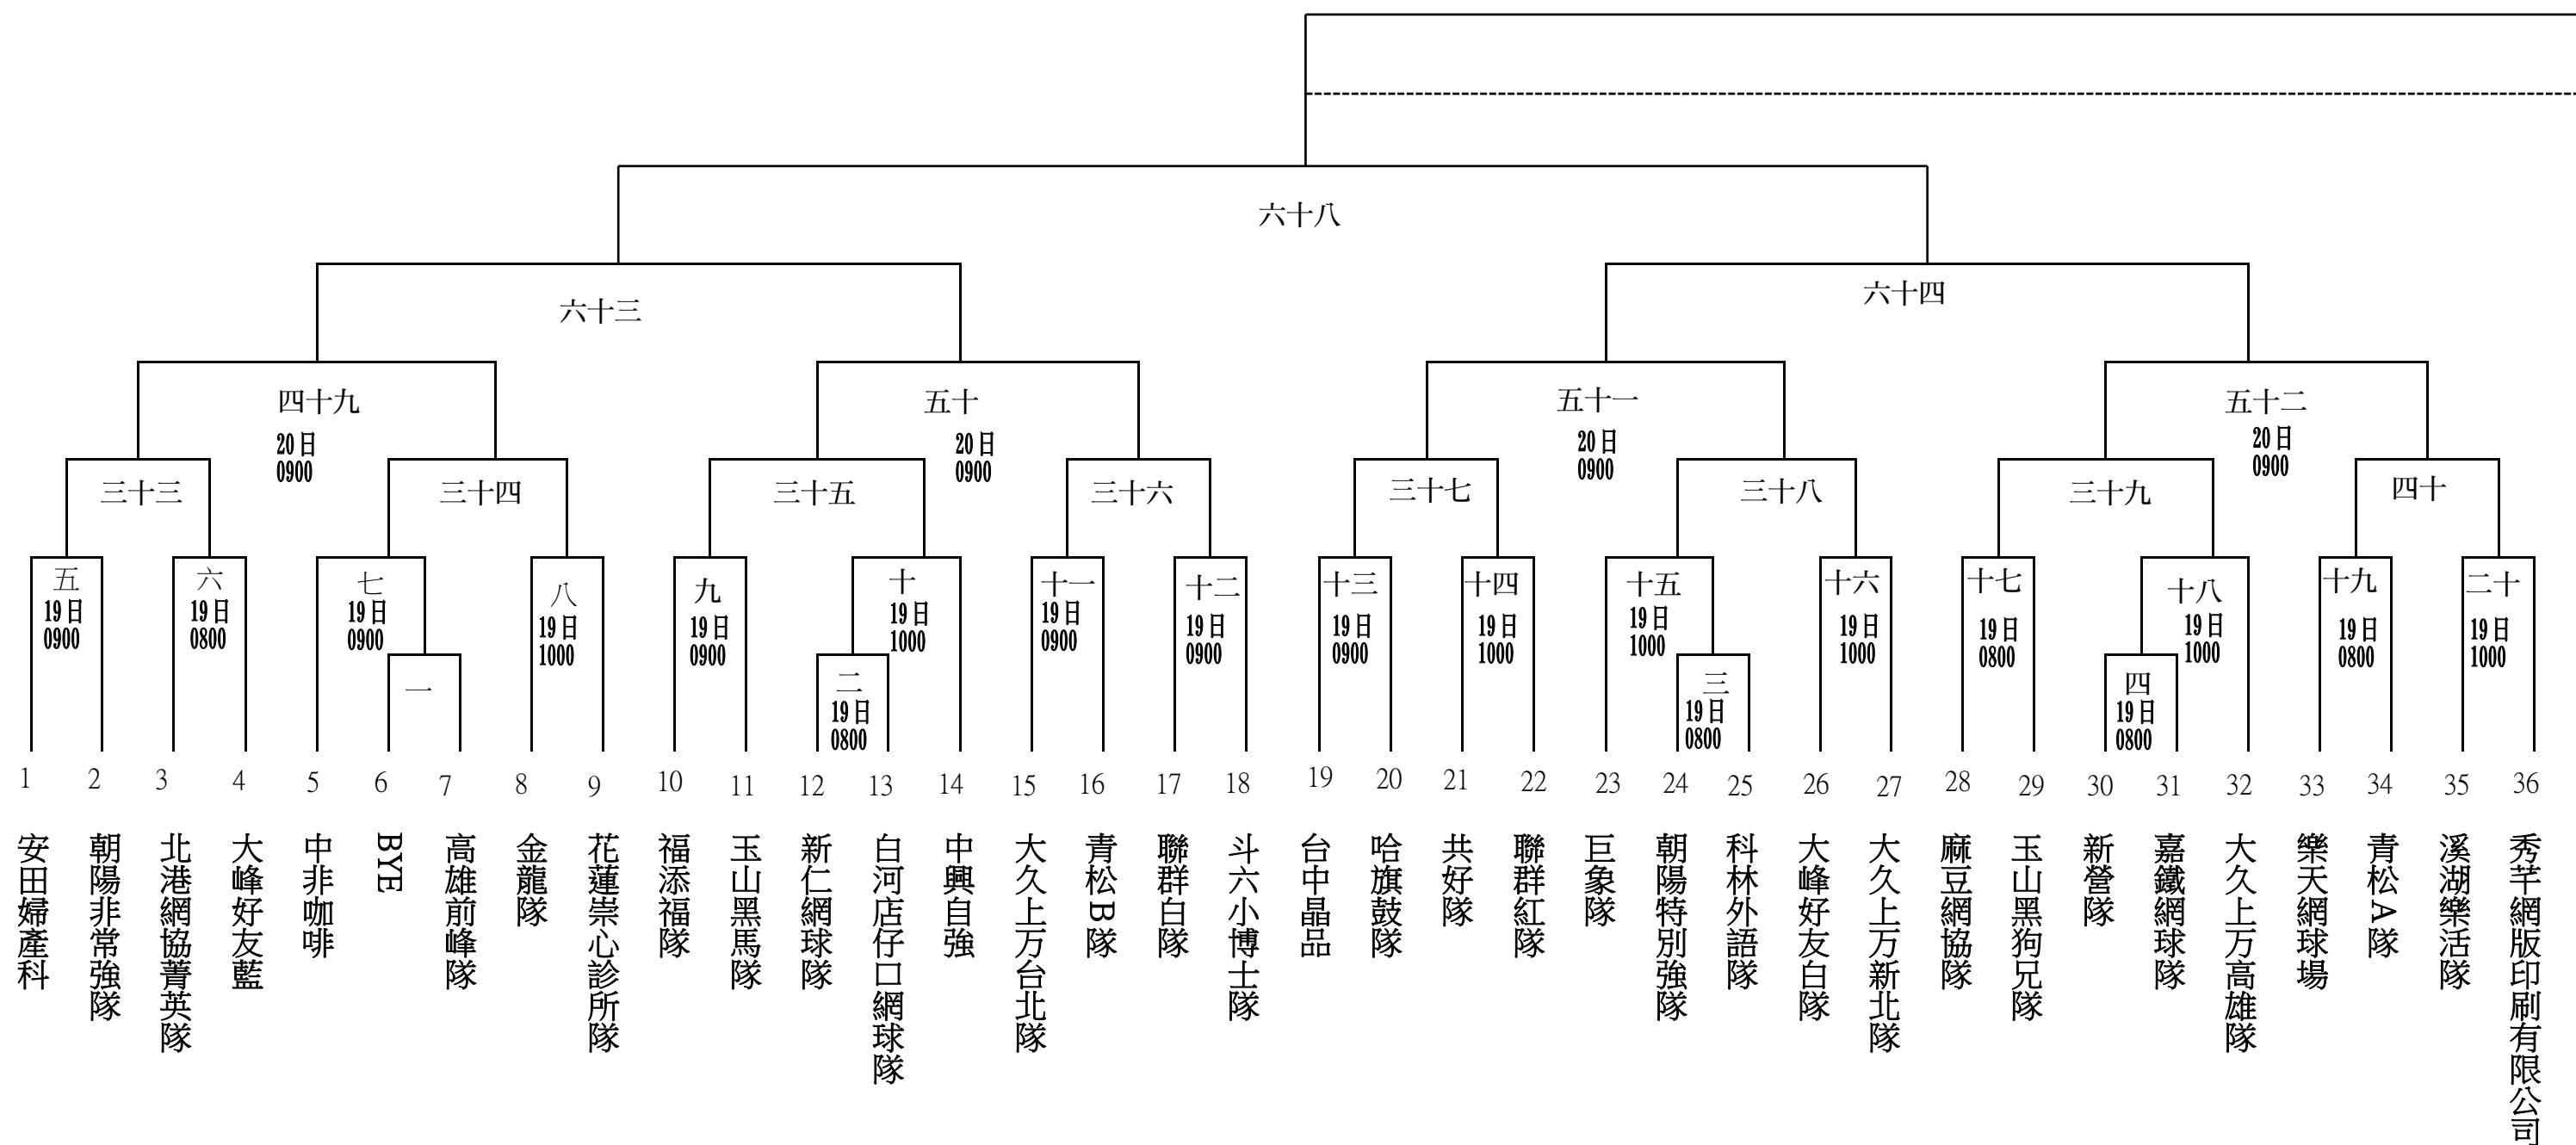 六十八
六十三
六十四
四十九
20日
0900
五十
20日
0900
五十一
20日
0900
五十二
20日
0900
三十三
三十四
三十五
三十六
三十七
三十八
三十九
四十
五
19日
0900
六
19日
0800
七
19日
0900
八
19日
1000
九
19日
0900
十
19日
1000
十一
19日
0900
十二
19日
0900
十三
19日
0900
十四
19日
1000
十五
19日
1000
十六
19日
1000
十七
19日
0800
十八
19日
1000
十九
19日
0800
二十
19日
1000
一
二
19日
0800
三
19日
0800
四
19日
0800
1 2 3 4 5 6 7 8 9 10 11 12 13 14 15 16 17 18 19 20 21 22 23 24 25 26 27 28 29 30 31 32 33 34 35 36
安田婦產科
朝陽非常強隊
北港網協菁英隊
大峰好友藍
中非咖啡
BYE
高雄前峰隊
金龍隊
花蓮崇心診所隊
福添福隊
玉山黑馬隊
新仁網球隊
白河店仔口網球隊
中興自強
大久上万台北隊
青松B隊
聯群白隊
斗六小博士隊
台中晶品
哈旗鼓隊
共好隊
聯群紅隊
巨象隊
朝陽特別強隊
科林外語隊
大峰好友白隊
大久上万新北隊
麻豆網協隊
玉山黑狗兄隊
新營隊
嘉鐵網球隊
大久上万高雄隊
樂天網球場
青松A隊
溪湖樂活隊
秀芊網版印刷有限公司